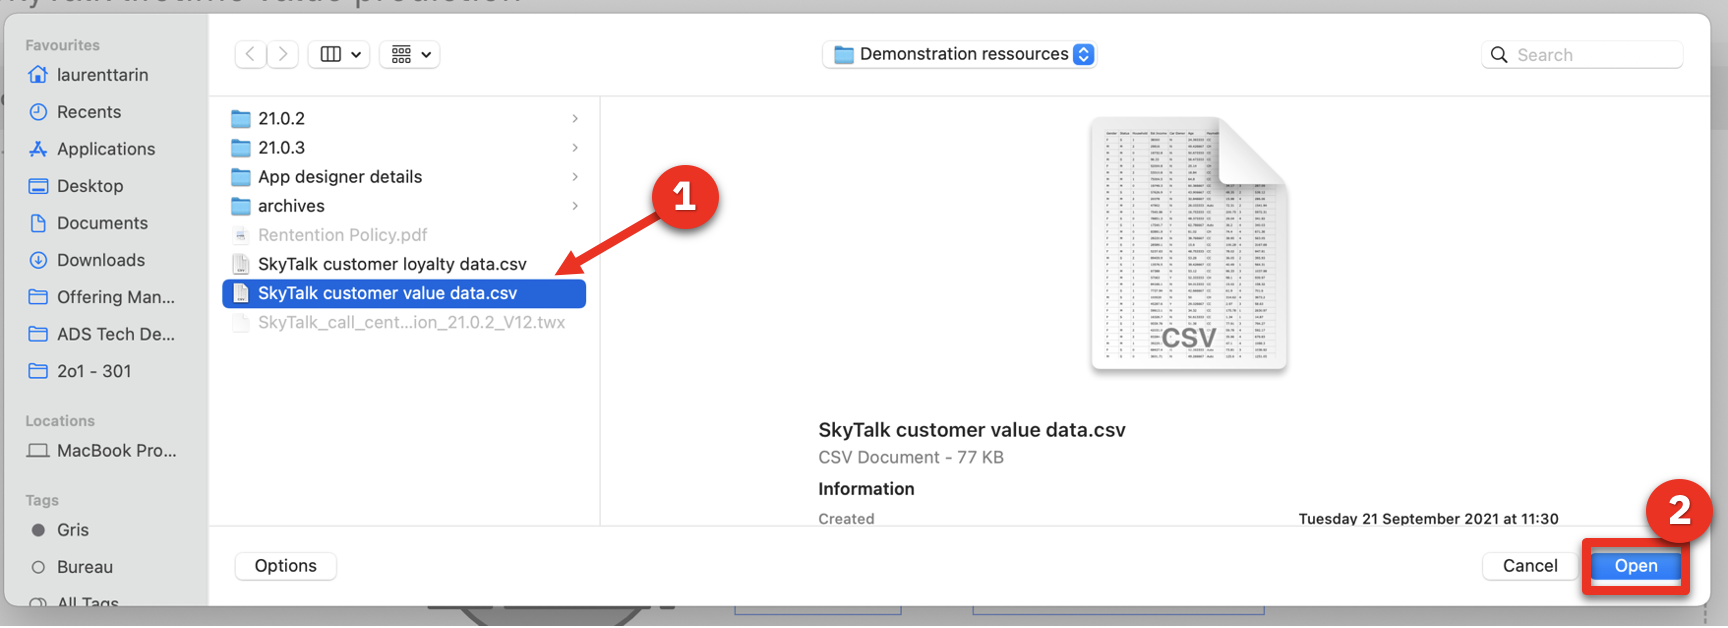 SkyTalk lifetime value prediction
Favourites
laurenttarin
Recents
Applications
Desktop
Documents
Downloads
Offering Man...
ADS Tech De...
2o1 - 301
Locations
MacBook Pro...
Tags
Gris
Bureau
All Tags
Demonstration ressources
Search
21.0.2
21.0.3
App designer details
archives
Rentention Policy.pdf
SkyTalk customer loyalty data.csv
SkyTalk customer value data.csv
SkyTalk_call_cent...ion_21.0.2_V12.twx
1
CSV
SkyTalk customer value data.csv
CSV Document - 77 KB
Information
Created Tuesday 21 September 2021 at 11:30
2
Options
Cancel
Open